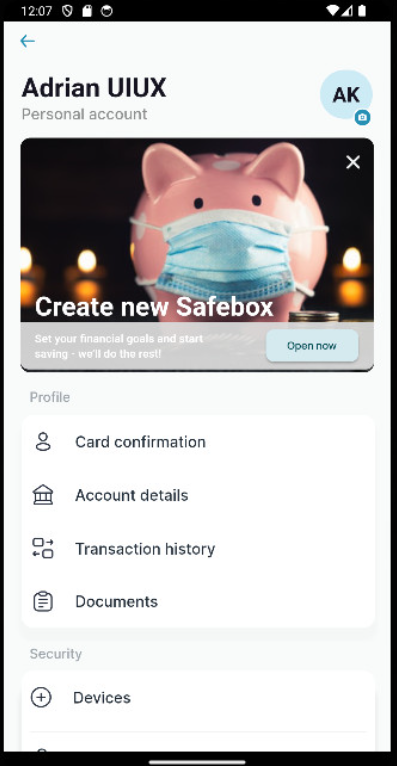 12:07
Adrian UIUX
AK
Personal account
Create new Safebox
Set your financial goals and start
saving - we'll do the rest!
Open now
Profile
Card confirmation
Account details
Transaction history
Documents
Security
Devices